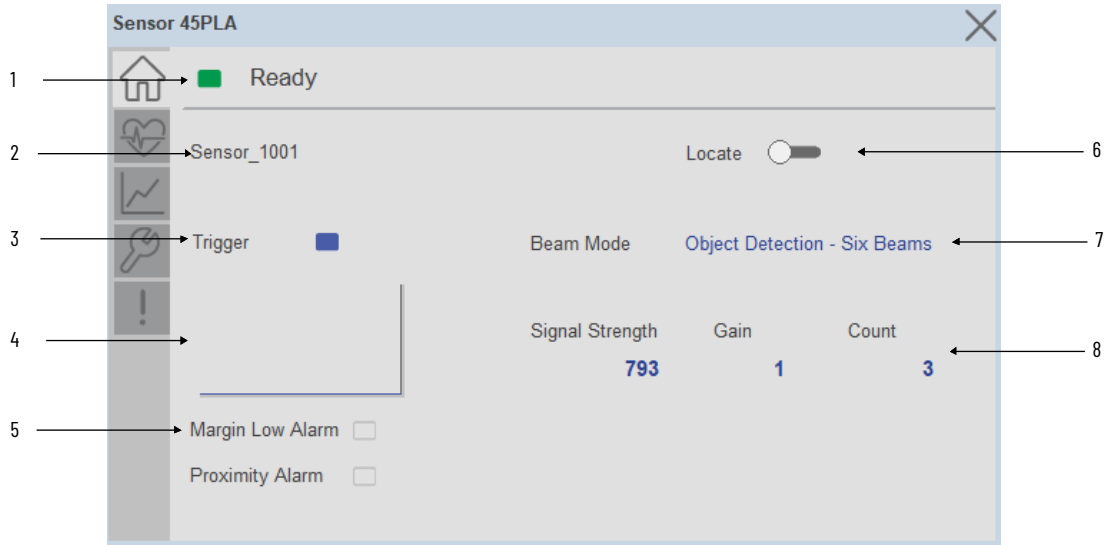 Sensor 45PLA
1
Ready
2
Sensor_1001
Locate
6
3
Trigger
Beam Mode
Object Detection - Six Beams
7
4
Signal Strength Gain Count
793 1 3
8
5
Margin Low Alarm
Proximity Alarm